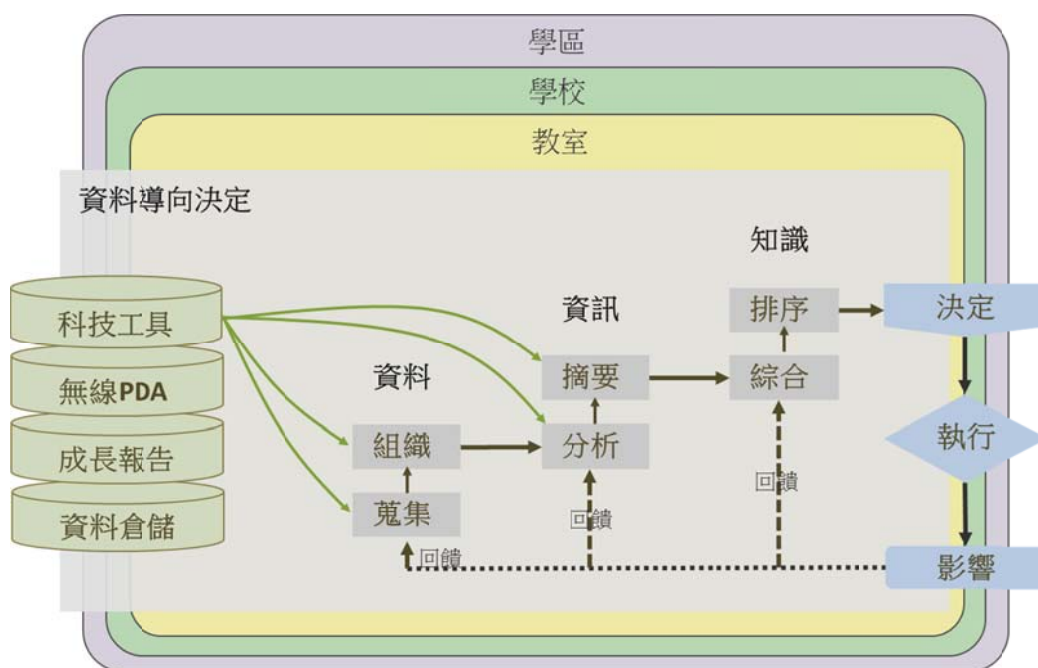 學區
學校
教室
資料導向決定
知識
科技工具
資訊
排序
決定
無線PDA
資料
摘要
綜合
成長報告
組織
分析
執行
資料倉儲
蒐集
回饋
回饋
回饋
影響